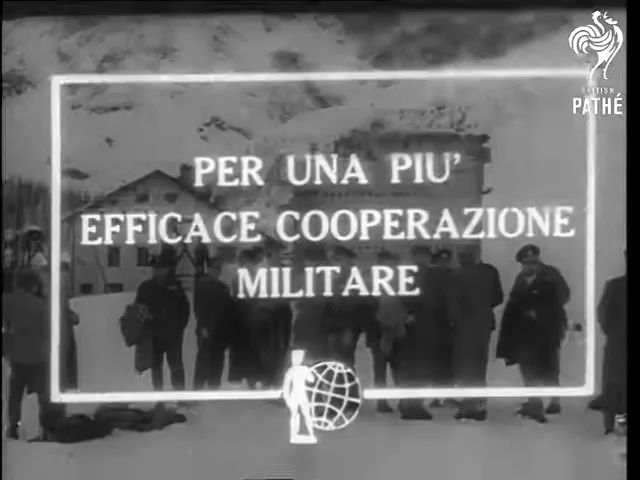 BRITISH
PATHÉ
PER UNA PIU'
EFFICACE COOPERAZIONE
MILITARE